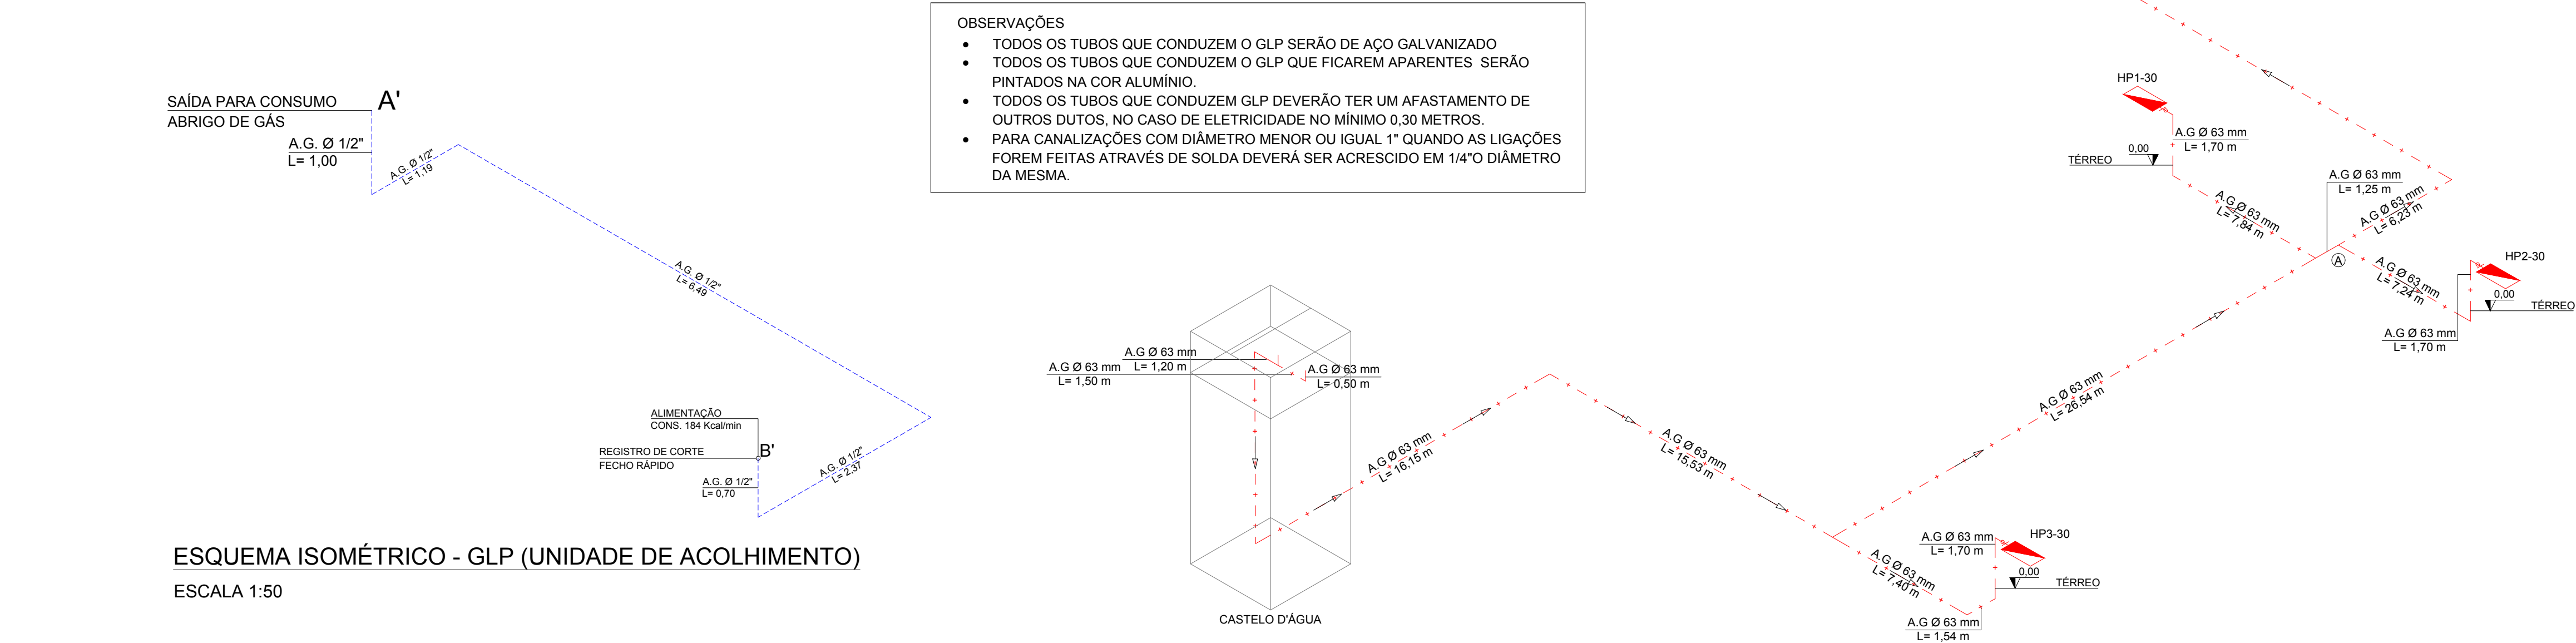 SAÍDA PARA CONSUMO
A'
ABRIGO DE GÁS
A.G. Ø 1/2"
L= 1,00
A.G. Ø 1/2"
L= 1,19
A.G. Ø 1/2"
L= 6,49
ALIMENTAÇÃO
CONS. 184 Kcal/min
REGISTRO DE CORTE
B'
FECHO RÁPIDO
A.G. Ø 1/2"
L= 0,70
A.G. Ø 1/2"
L= 2,37
ESQUEMA ISOMÉTRICO - GLP (UNIDADE DE ACOLHIMENTO)
ESCALA 1:50
OBSERVAÇÕES
• TODOS OS TUBOS QUE CONDUZEM O GLP SERÃO DE AÇO GALVANIZADO
• TODOS OS TUBOS QUE CONDUZEM O GLP QUE FICAREM APARENTES SERÃO
PINTADOS NA COR ALUMÍNIO.
• TODOS OS TUBOS QUE CONDUZEM GLP DEVERÃO TER UM AFASTAMENTO DE
OUTROS DUTOS, NO CASO DE ELETRICIDADE NO MÍNIMO 0,30 METROS.
• PARA CANALIZAÇÕES COM DIÂMETRO MENOR OU IGUAL 1" QUANDO AS LIGAÇÕES
FOREM FEITAS ATRAVÉS DE SOLDA DEVERÁ SER ACRESCIDO EM 1/4"O DIÂMETRO
DA MESMA.
A.G Ø 63 mm
L= 1,20 m
A.G Ø 63 mm
L= 1,50 m
A.G Ø 63 mm
L= 0,50 m
A.G Ø 63 mm
L= 16,15 m
CASTELO D'ÁGUA
A.G Ø 63 mm
L= 15,53 m
A.G Ø 63 mm
L= 26,54 m
HP1-30
A.G Ø 63 mm
L= 1,70 m
0,00
TÉRREO
A.G Ø 63 mm
L= 7,84 m
A.G Ø 63 mm
L= 1,25 m
A.G Ø 63 mm
L= 6,23 m
A
A.G Ø 63 mm
L= 7,24 m
HP2-30
0,00
TÉRREO
A.G Ø 63 mm
L= 1,70 m
A.G Ø 63 mm
L= 1,70 m
HP3-30
0,00
TÉRREO
A.G Ø 63 mm
L= 7,40 m
A.G Ø 63 mm
L= 1,54 m